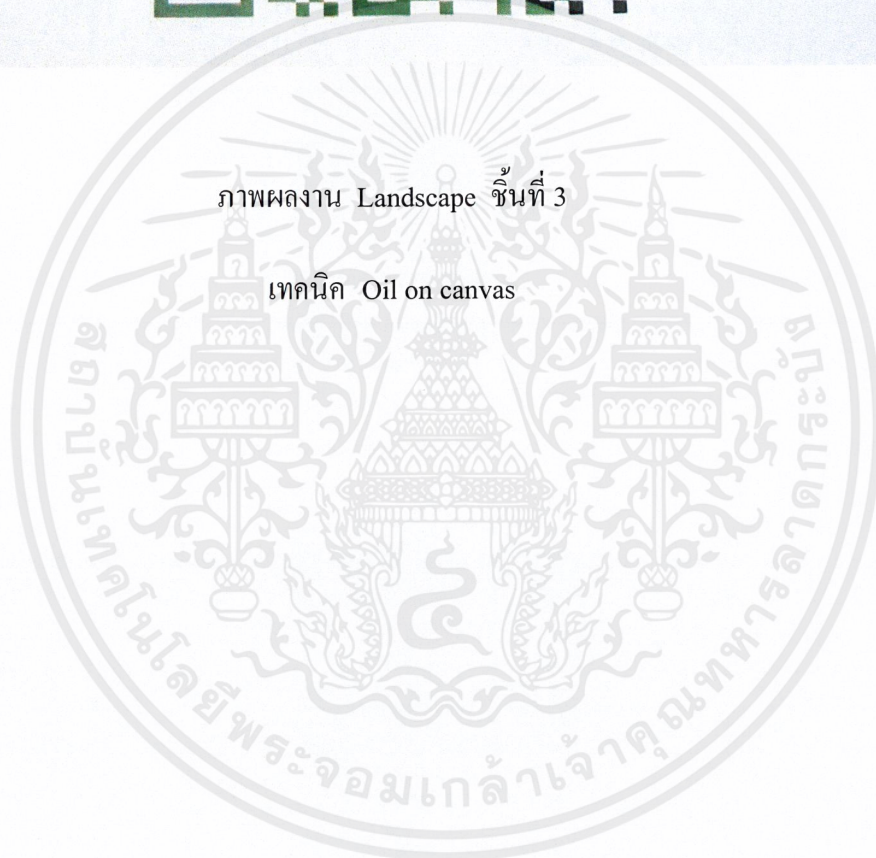 ภาพผลงาน Landscape ชิ้นที่ 3
เทคนิค Oil on canvas
สถาบันเทคโนโลยีพระจอมเกล้าเจ้าคุณทหารลาดกระบัง
๔